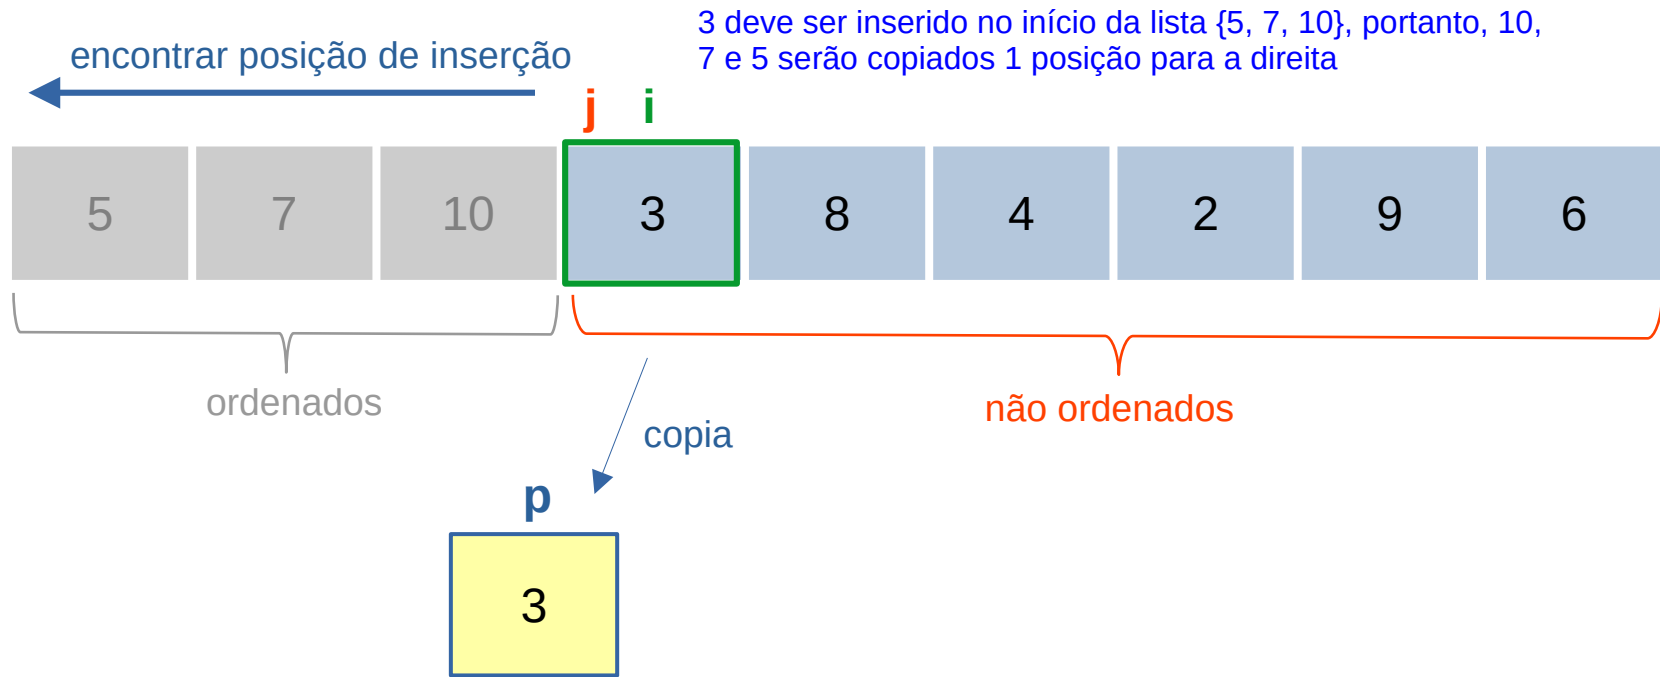 3 deve ser inserido no início da lista {5, 7, 10}, portanto, 10,
7 e 5 serão copiados 1 posição para a direita
encontrar posição de inserção
j i
5 7 10 3 8 4 2 9 6
ordenados
não ordenados
copia
p
3